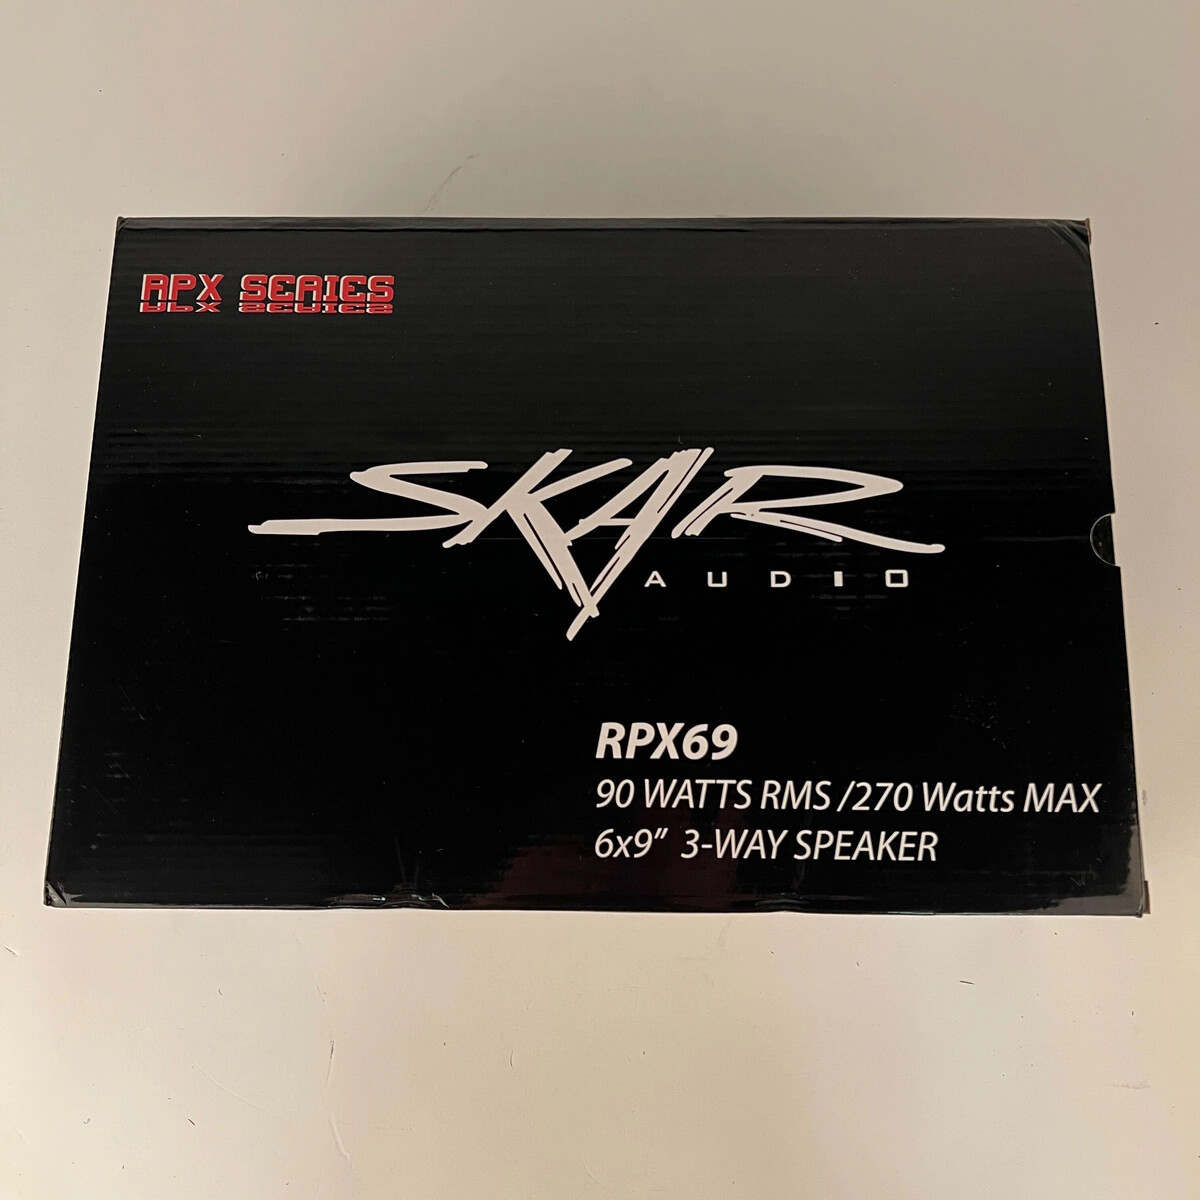 RPX SERIES
SKAR
AUDIO
RPX69
90 WATTS RMS /270 Watts MAX
6x9" 3-WAY SPEAKER